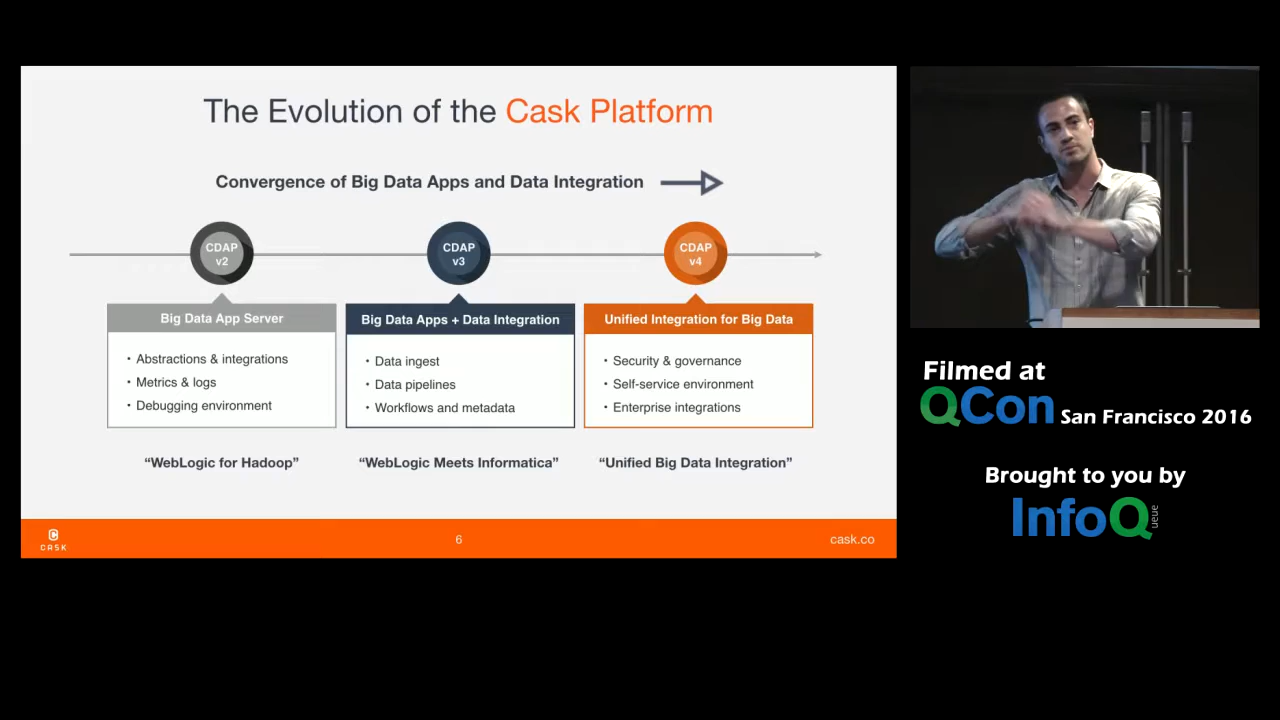 The Evolution of the Cask Platform
Convergence of Big Data Apps and Data Integration
CDAP
v2
CDAP
v3
CDAP
v4
Big Data App Server
• Abstractions & integrations
• Metrics & logs
• Debugging environment
Big Data Apps + Data Integration
• Data ingest
• Data pipelines
• Workflows and metadata
Unified Integration for Big Data
• Security & governance
• Self-service environment
• Enterprise integrations
“WebLogic for Hadoop”
“WebLogic Meets Informatica”
“Unified Big Data Integration”
CASK
6
cask.co
Filmed at
QCon San Francisco 2016
Brought to you by
InfoQ
ueue